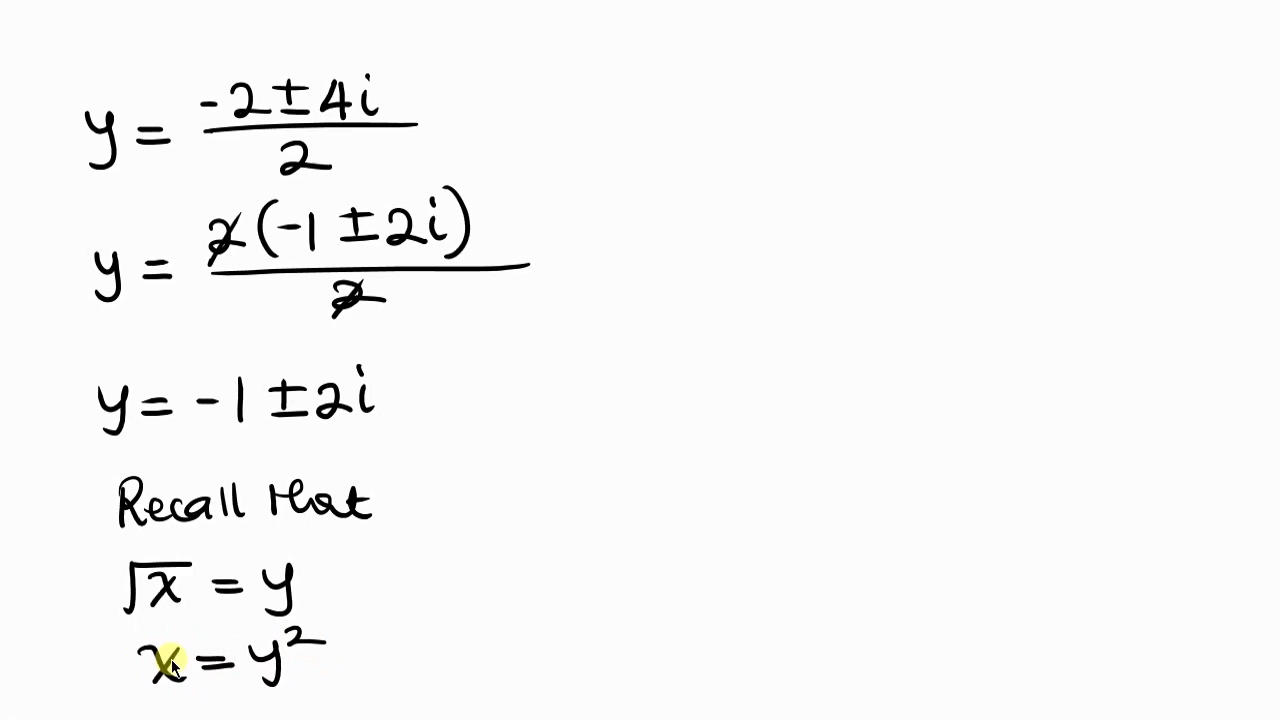 y = (-2 ± 4i)/2
y = 2(-1 ± 2i)/2
y = -1 ± 2i
Recall that
√x = y
x = y²